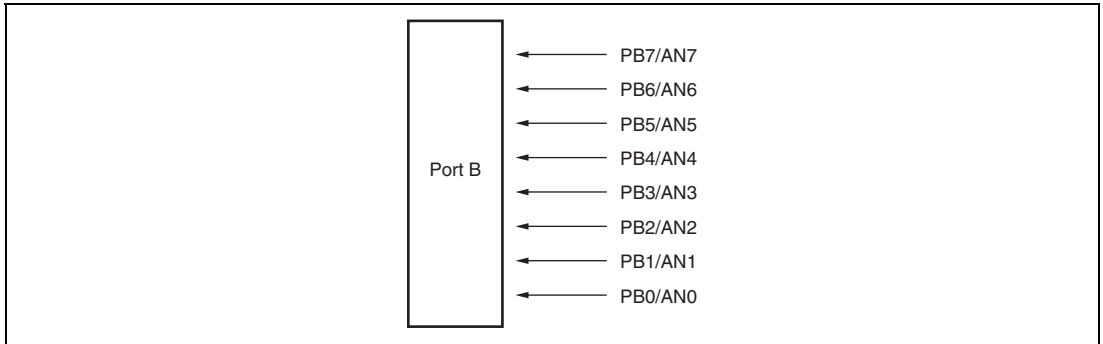 PB7/AN7
PB6/AN6
PB5/AN5
PB4/AN4
Port B
PB3/AN3
PB2/AN2
PB1/AN1
PB0/AN0